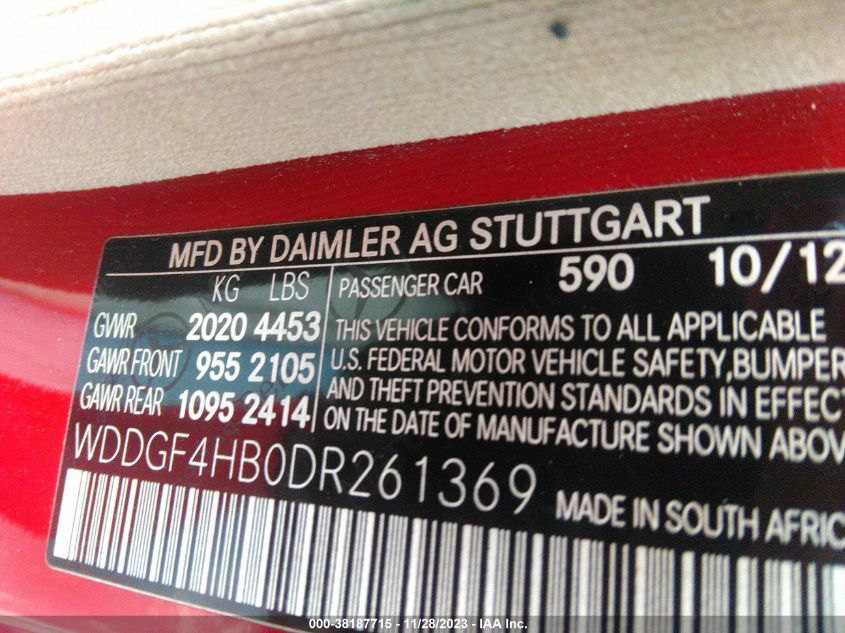 MFD BY DAIMLER AG STUTTGART
KG LBS
GVWR 2020 4453
GAWR FRONT 955 2105
GAWR REAR 1095 2414
PASSENGER CAR 590 10/12
THIS VEHICLE CONFORMS TO ALL APPLICABLE
U.S. FEDERAL MOTOR VEHICLE SAFETY, BUMPER
AND THEFT PREVENTION STANDARDS IN EFFECT
ON THE DATE OF MANUFACTURE SHOWN ABOV
WDDGF4HB0DR261369
MADE IN SOUTH AFRIC
000-38187715 - 11/28/2023 - IAA Inc.